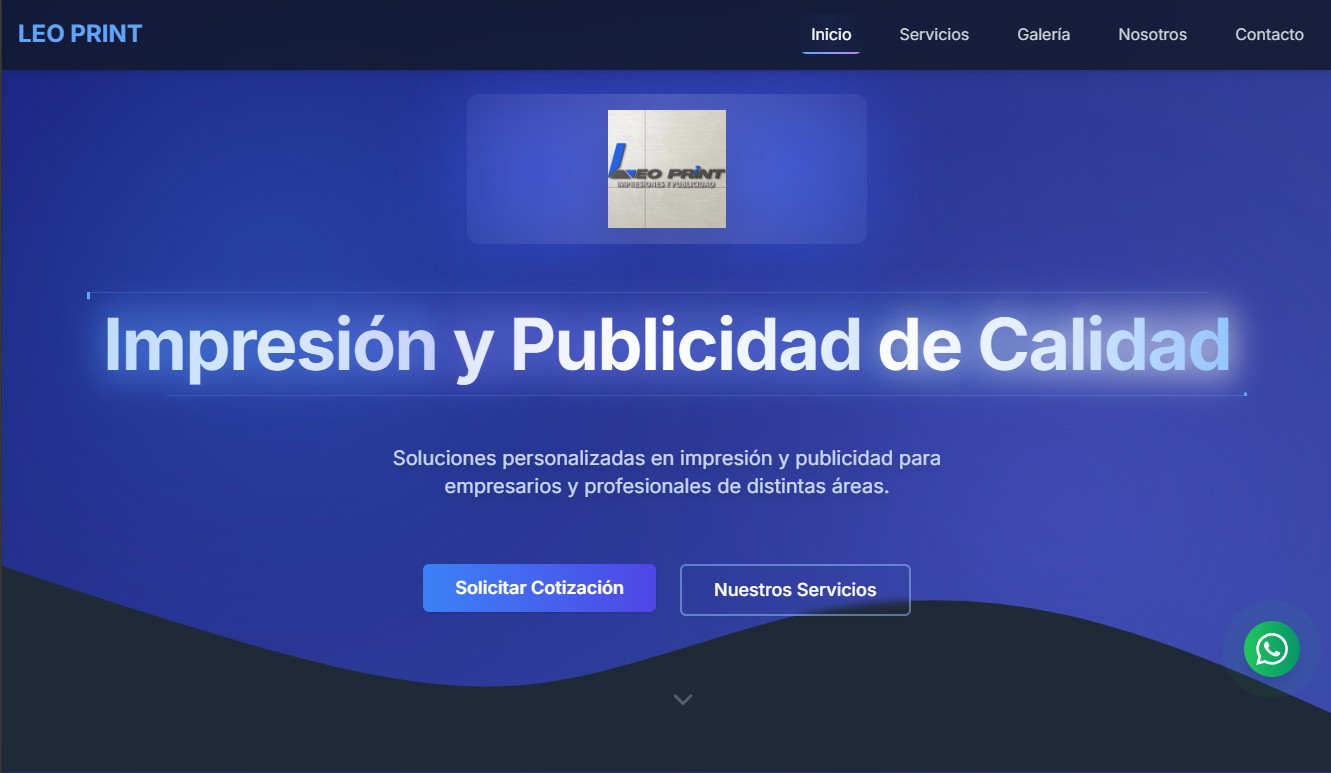 LEO PRINT
Inicio
Servicios
Galería
Nosotros
Contacto
LEO PRINT
IMPRESIONES Y PUBLICIDAD
Impresión y Publicidad de Calidad
Soluciones personalizadas en impresión y publicidad para
empresarios y profesionales de distintas áreas.
Solicitar Cotización
Nuestros Servicios